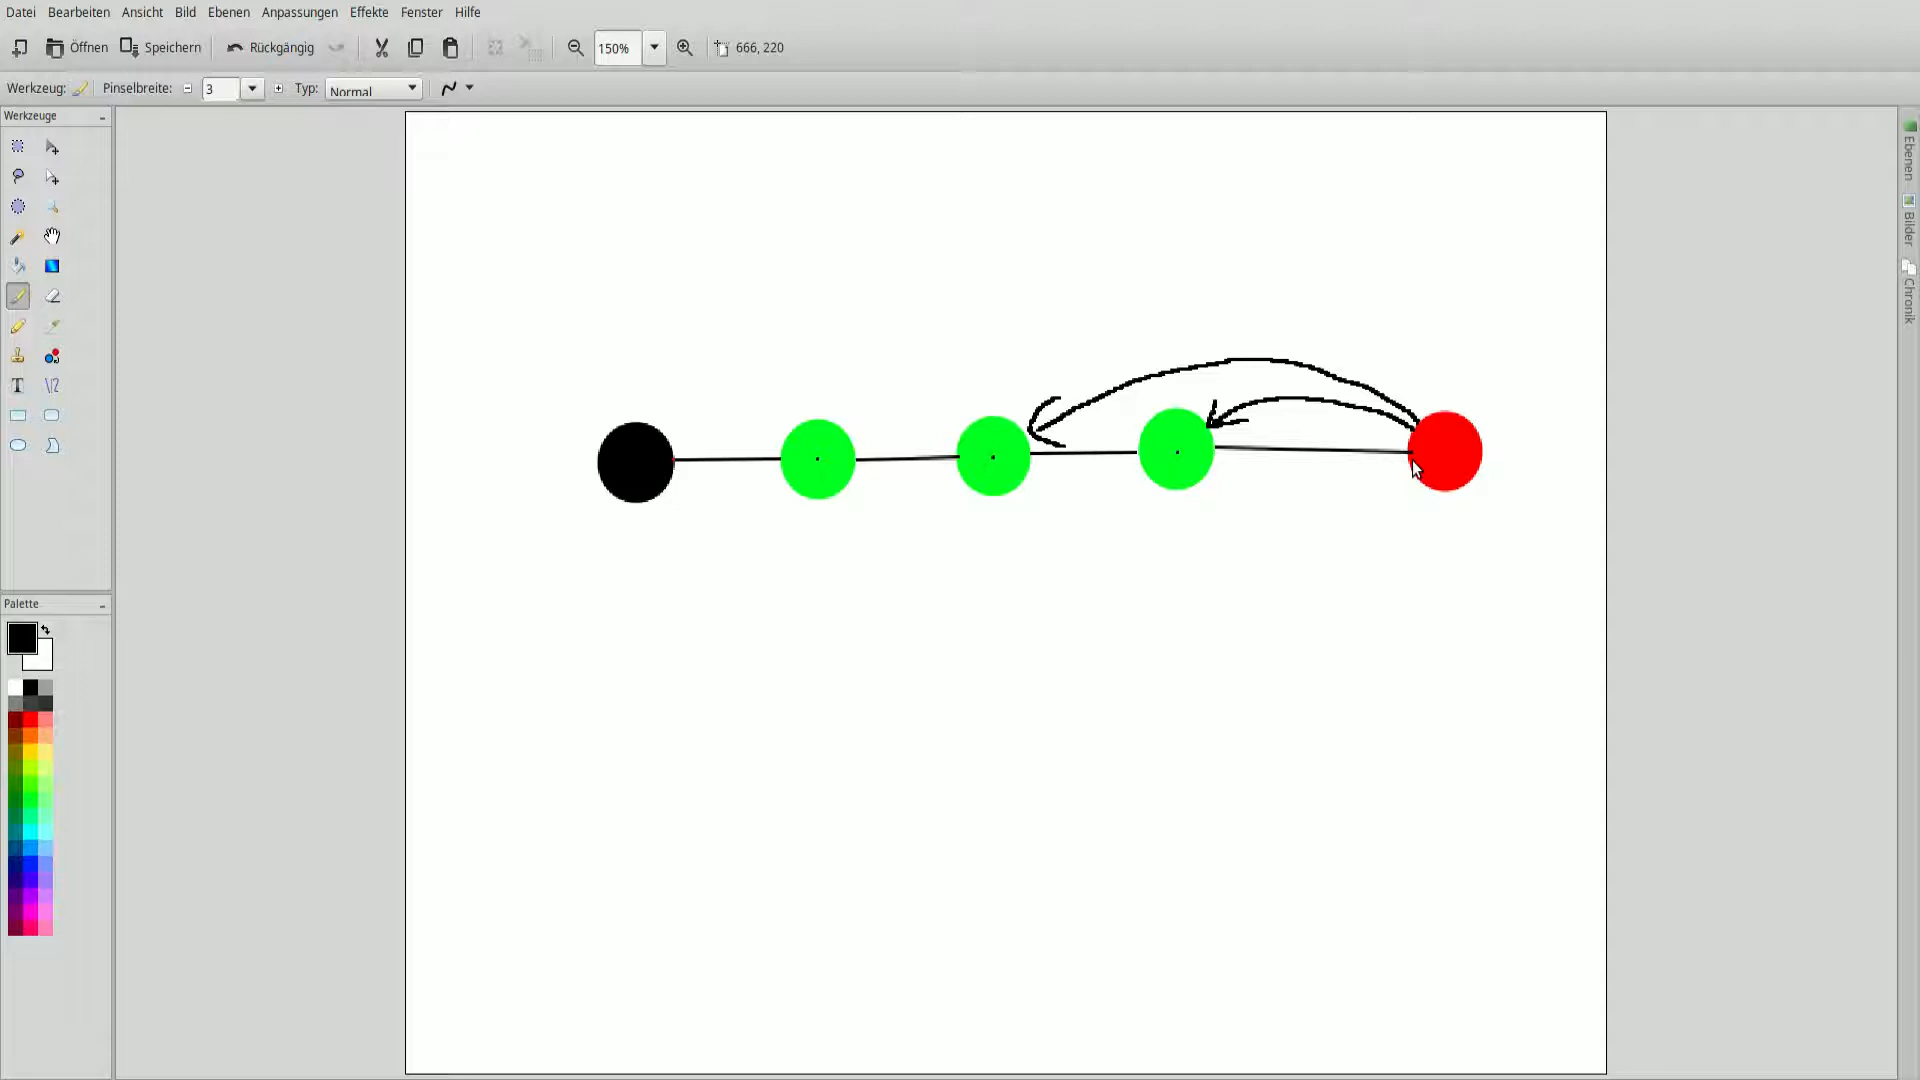 Datei Bearbeiten Ansicht Bild Ebenen Anpassungen Effekte Fenster Hilfe
Öffnen Speichern Rückgängig 150% 666, 220
Werkzeug: Pinselbreite: 3 Typ: Normal
Werkzeuge
Palette
Ebenen
Bilder
Chronik